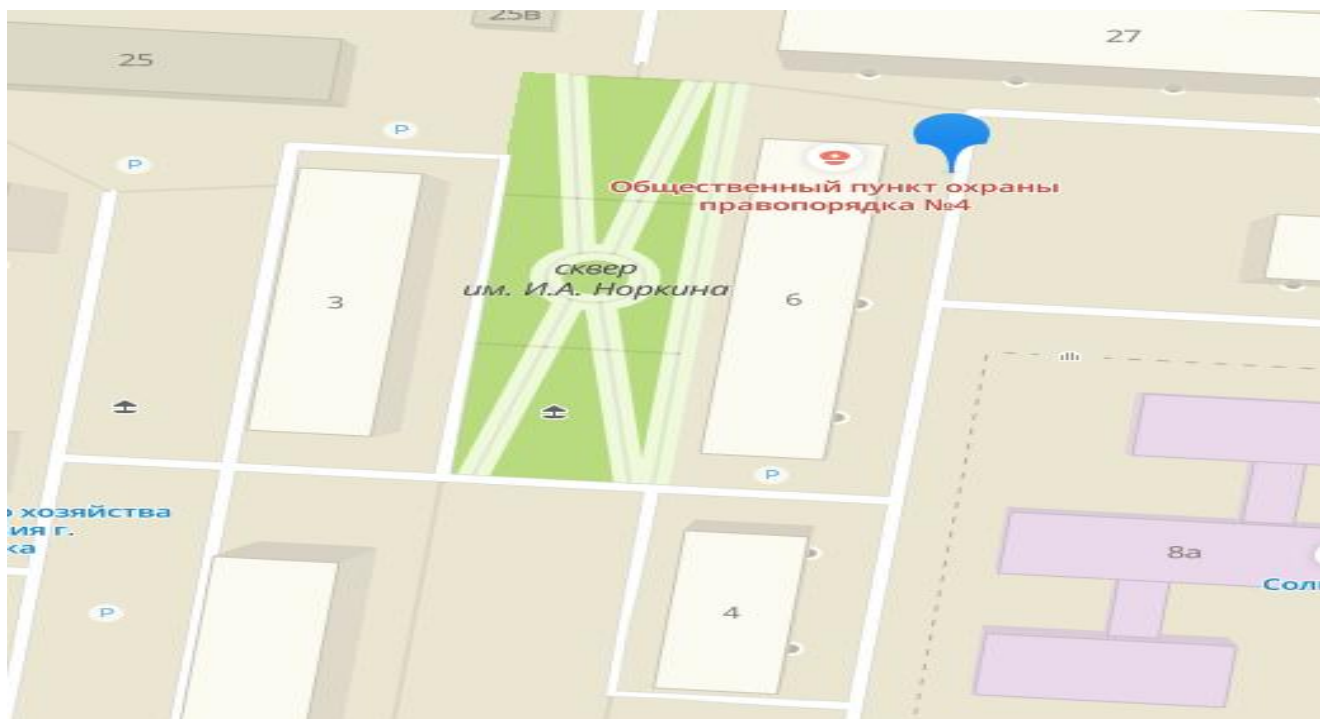 25в
27
25
P
P
Общественный пункт охраны
правопорядка №4
сквер
им. И.А. Норкина
3
6
P
хозяйства
ия г.
ка
8а
Сол
P
4